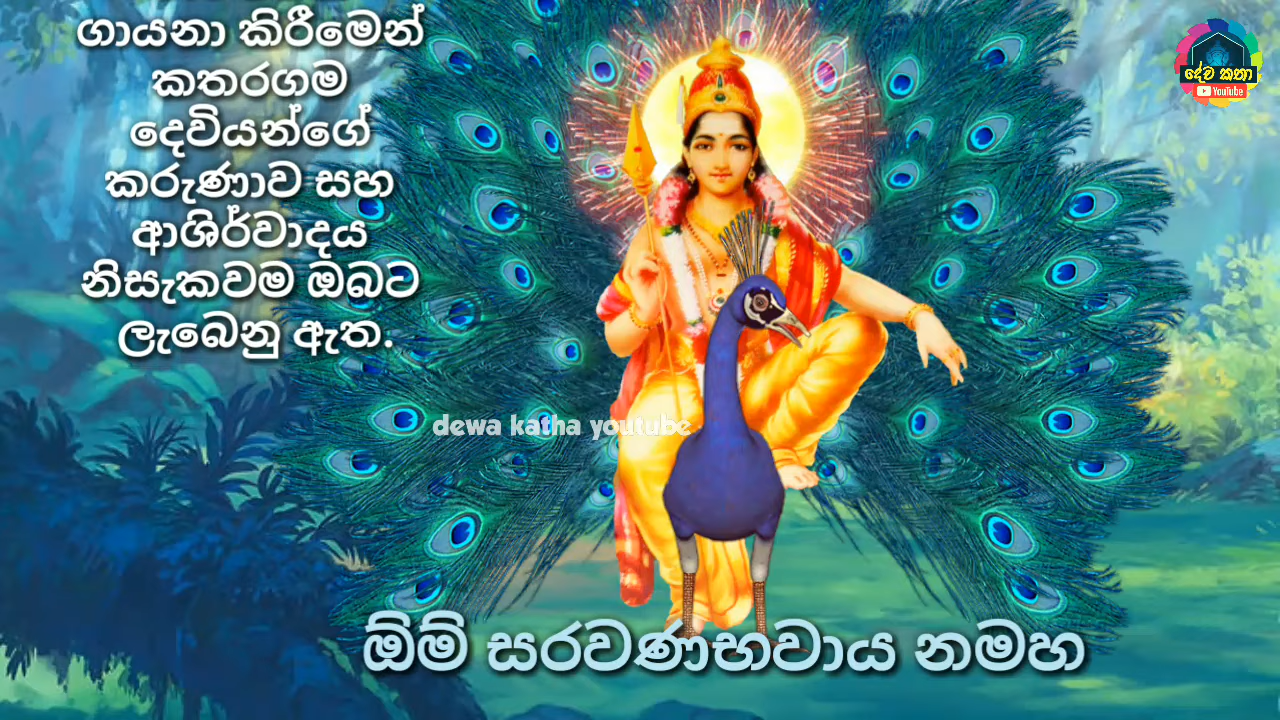 ගායනා කිරීමෙන්
කතරගම
දෙවියන්ගේ
කරුණාව සහ
ආශිර්වාදය
නිසැකවම ඔබට
ලැබෙනු ඇත.
දේව කතා
YouTube
dewa katha youtube
ඕම් සරවණභවාය නමහ